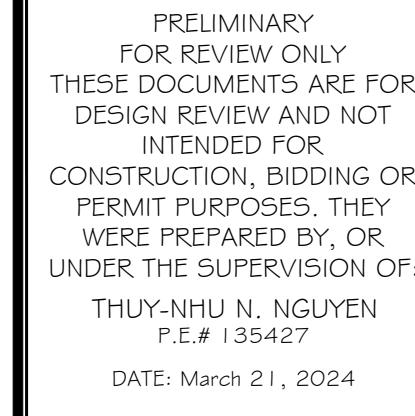 PRELIMINARY
FOR REVIEW ONLY
THESE DOCUMENTS ARE FOR
DESIGN REVIEW AND NOT
INTENDED FOR
CONSTRUCTION, BIDDING OR
PERMIT PURPOSES. THEY
WERE PREPARED BY, OR
UNDER THE SUPERVISION OF:
THUY-NHU N. NGUYEN
P.E.# 135427
DATE: March 21, 2024